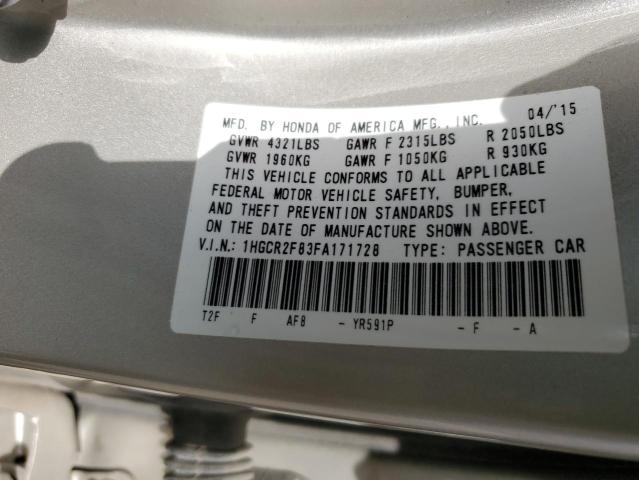 MFD. BY HONDA OF AMERICA MFG., INC. 04/'15
GVWR 4321LBS GAWR F 2315LBS R 2050LBS
GVWR 1960KG GAWR F 1050KG R 930KG
THIS VEHICLE CONFORMS TO ALL APPLICABLE
FEDERAL MOTOR VEHICLE SAFETY, BUMPER,
AND THEFT PREVENTION STANDARDS IN EFFECT
ON THE DATE OF MANUFACTURE SHOWN ABOVE.
V.I.N.: 1HGCR2F83FA171728 TYPE: PASSENGER CAR
T2F F AF8 - YR591P - F - A